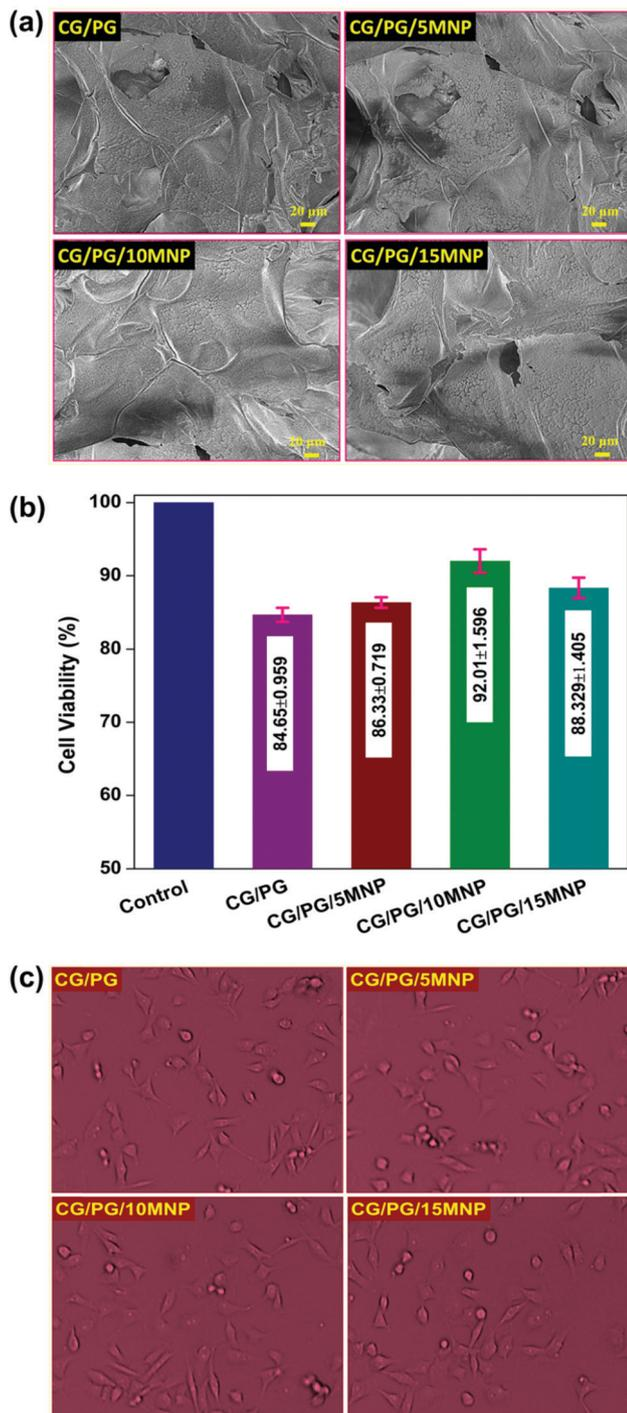 (a)
CG/PG
CG/PG/5MNP
20 µm
20 µm
CG/PG/10MNP
CG/PG/15MNP
20 µm
20 µm
(b)
Cell Viability (%)
100
90
80
70
60
50
84.65±0.959
86.33±0.719
92.01±1.596
88.329±1.405
Control
CG/PG
CG/PG/5MNP
CG/PG/10MNP
CG/PG/15MNP
(c)
CG/PG
CG/PG/5MNP
CG/PG/10MNP
CG/PG/15MNP